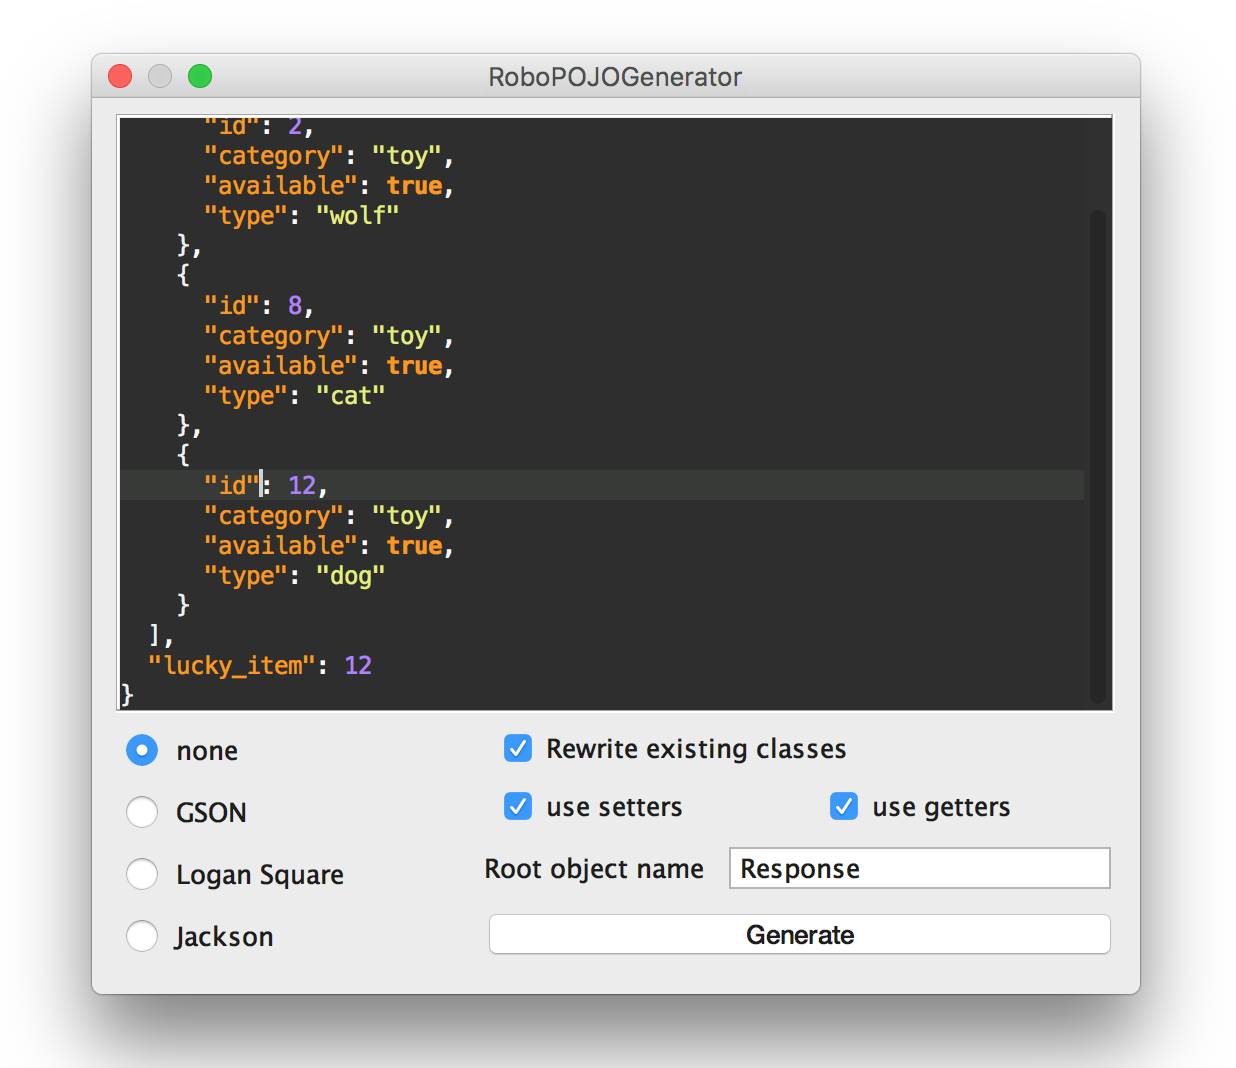 RoboPOJOGenerator
"id": 2,
"category": "toy",
"available": true,
"type": "wolf"
},
{
"id": 8,
"category": "toy",
"available": true,
"type": "cat"
},
{
"id": 12,
"category": "toy",
"available": true,
"type": "dog"
}
],
"lucky_item": 12
}
none
Rewrite existing classes
GSON
use setters
use getters
Logan Square
Root object name
Response
Jackson
Generate